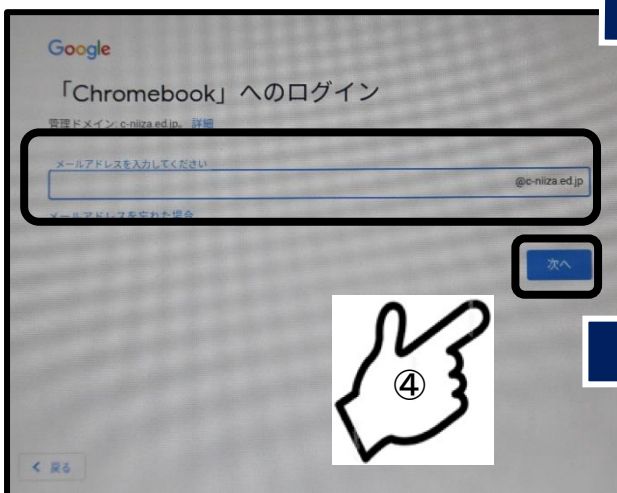 Google
「Chromebook」へのログイン
管理ドメイン: c-niiza.ed.jp。 詳細
メールアドレスを入力してください
@c-niiza.ed.jp
メールアドレスを忘れた場合
次へ
④
戻る